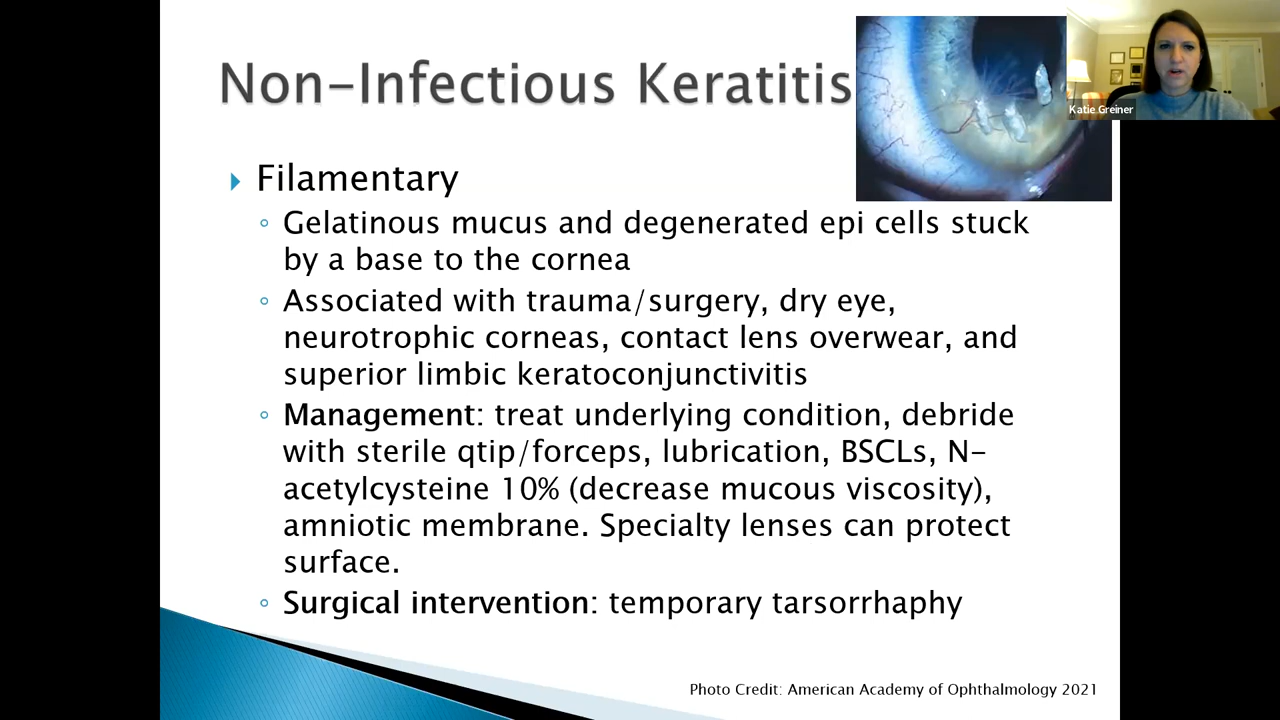 Non-Infectious Keratitis
Katie Greiner
Filamentary
Gelatinous mucus and degenerated epi cells stuck
by a base to the cornea
Associated with trauma/surgery, dry eye,
neurotrophic corneas, contact lens overwear, and
superior limbic keratoconjunctivitis
Management: treat underlying condition, debride
with sterile qtip/forceps, lubrication, BSCLs, N-
acetylcysteine 10% (decrease mucous viscosity),
amniotic membrane. Specialty lenses can protect
surface.
Surgical intervention: temporary tarsorrhaphy
Photo Credit: American Academy of Ophthalmology 2021